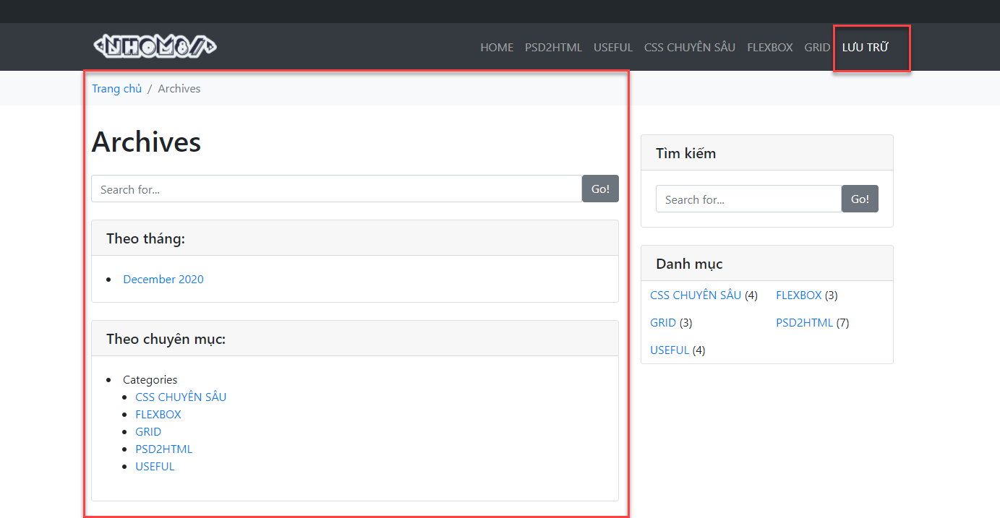 <NHOM8/>
HOME PSD2HTML USEFUL CSS CHUYÊN SÂU FLEXBOX GRID LƯU TRỮ
Trang chủ / Archives
Archives
Search for...
Go!
Theo tháng:
December 2020
Theo chuyên mục:
Categories
CSS CHUYÊN SÂU
FLEXBOX
GRID
PSD2HTML
USEFUL
Tìm kiếm
Search for...
Go!
Danh mục
CSS CHUYÊN SÂU (4) FLEXBOX (3)
GRID (3) PSD2HTML (7)
USEFUL (4)